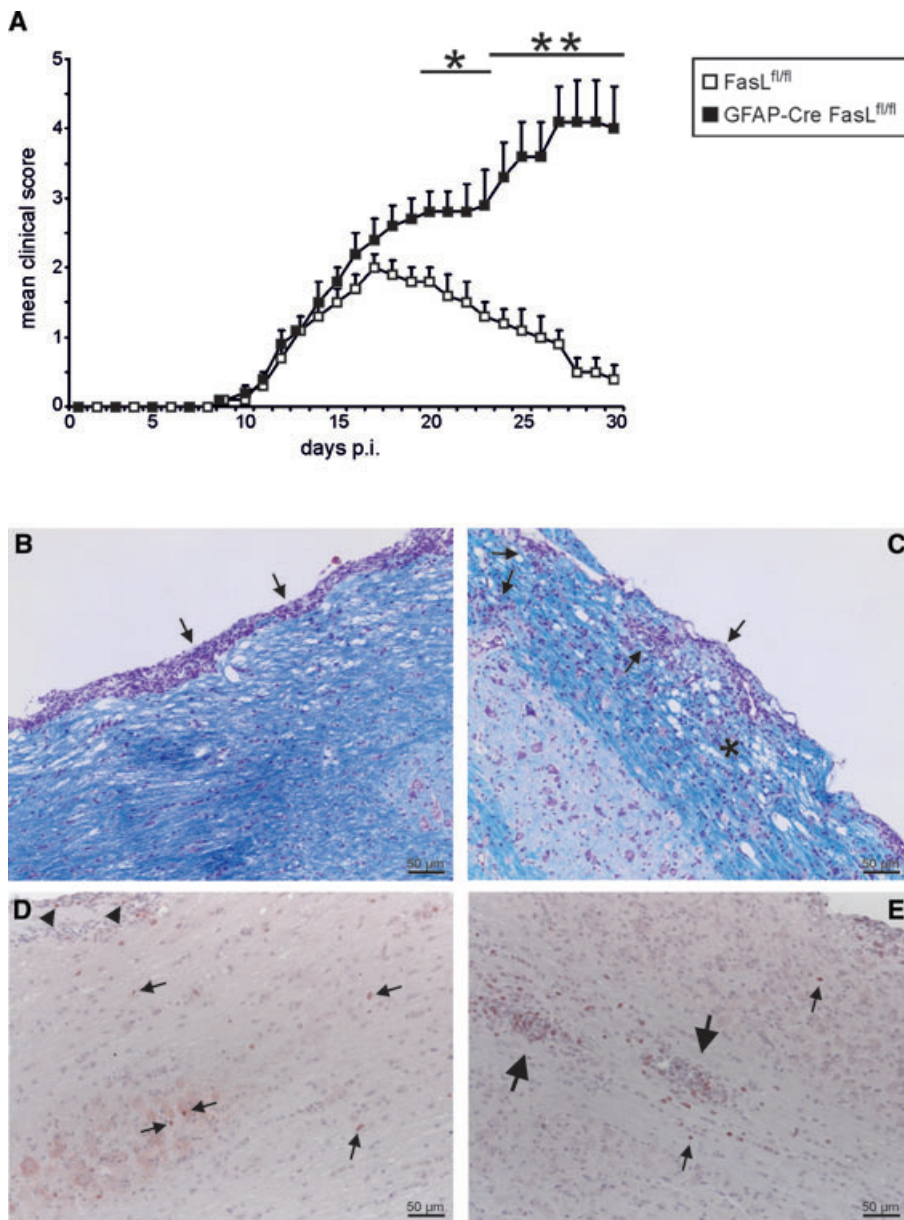 A
* **
5
4
3
2
1
0
mean clinical score
0 5 10 15 20 25 30
days p.i.
FasL^fl/fl
GFAP-Cre FasL^fl/fl
B
50 µm
C
*
50 µm
D
50 µm
E
50 µm